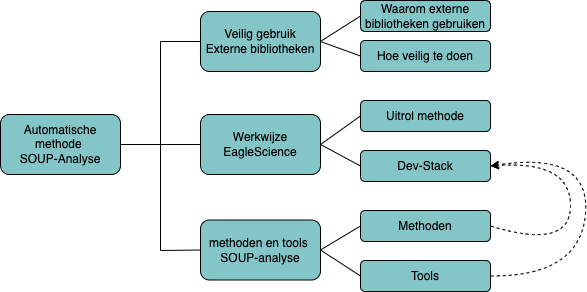 Automatische
methode
SOUP-Analyse
Veilig gebruik
Externe bibliotheken
Waarom externe
bibliotheken gebruiken
Hoe veilig te doen
Werkwijze
EagleScience
Uitrol methode
Dev-Stack
methoden en tools
SOUP-analyse
Methoden
Tools